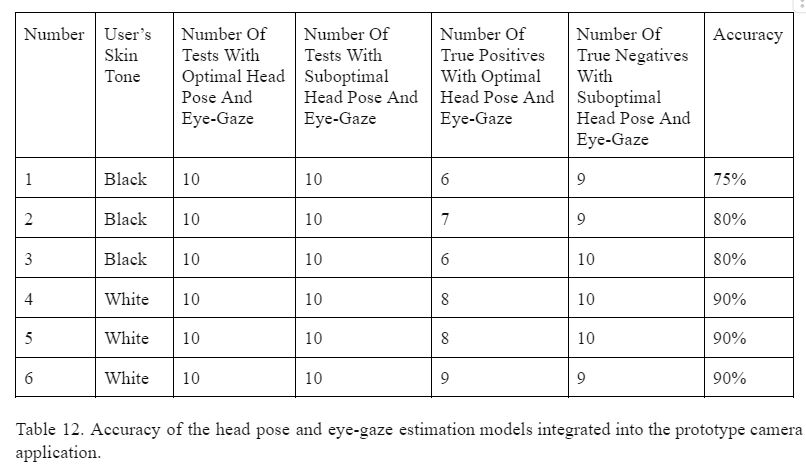 Number User's Skin Tone Number Of Tests With Optimal Head Pose And Eye-Gaze Number Of Tests With Suboptimal Head Pose And Eye-Gaze Number Of True Positives With Optimal Head Pose And Eye-Gaze Number Of True Negatives With Suboptimal Head Pose And Eye-Gaze Accuracy
1 Black 10 10 6 9 75%
2 Black 10 10 7 9 80%
3 Black 10 10 6 10 80%
4 White 10 10 8 10 90%
5 White 10 10 8 10 90%
6 White 10 10 9 9 90%
Table 12. Accuracy of the head pose and eye-gaze estimation models integrated into the prototype camera
application.